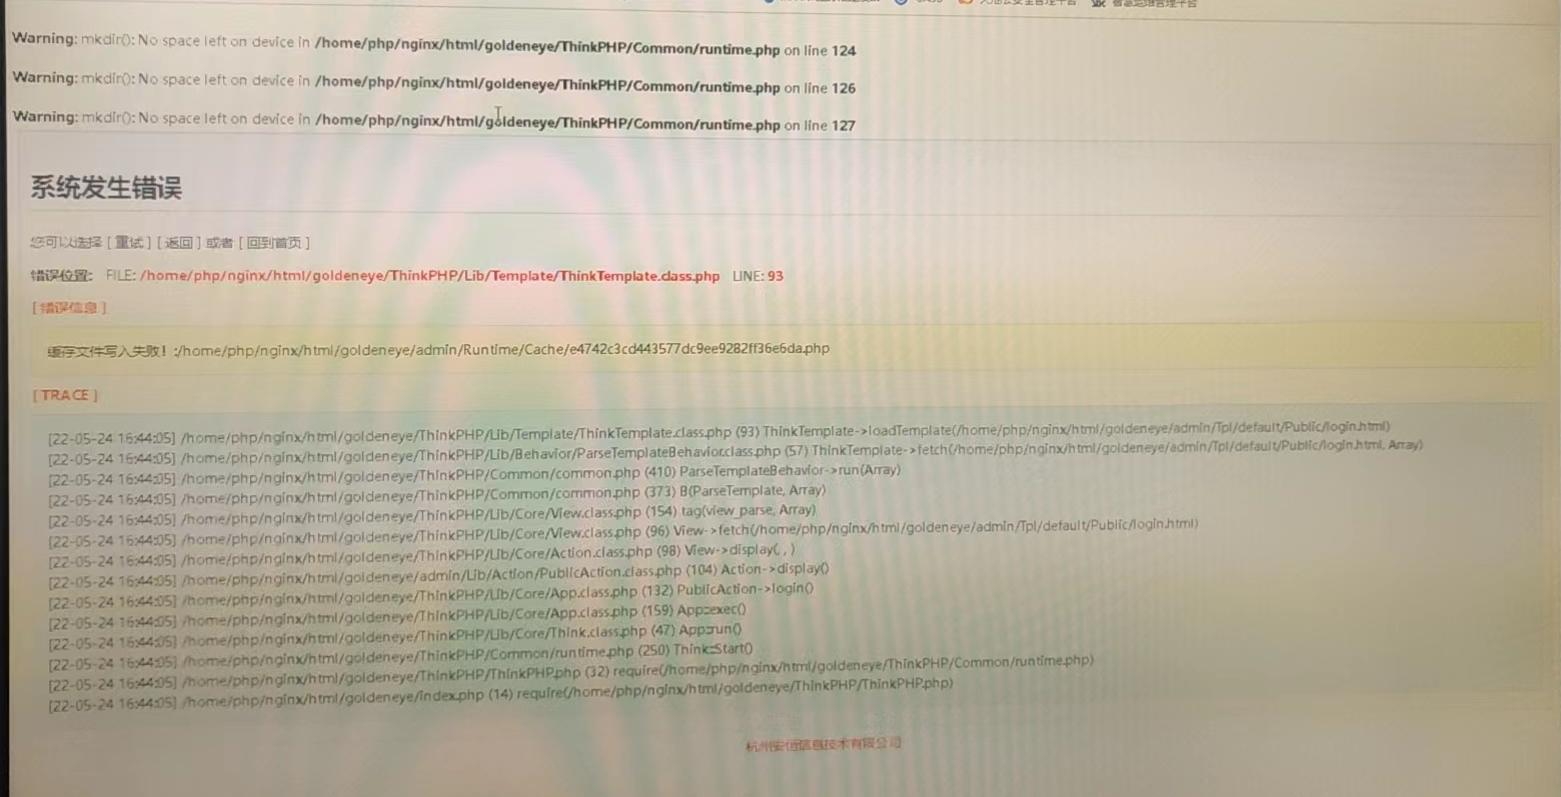 智慧运维管理平台
Warning: mkdir(): No space left on device in /home/php/nginx/html/goldeneye/ThinkPHP/Common/runtime.php on line 124
Warning: mkdir(): No space left on device in /home/php/nginx/html/goldeneye/ThinkPHP/Common/runtime.php on line 126
Warning: mkdir(): No space left on device in /home/php/nginx/html/goldeneye/ThinkPHP/Common/runtime.php on line 127
系统发生错误
您可以选择 [ 重试 ] [ 返回 ] 或者 [ 回到首页 ]
错误位置: FILE: /home/php/nginx/html/goldeneye/ThinkPHP/Lib/Template/ThinkTemplate.class.php LINE: 93
[ 错误信息 ]
缓存文件写入失败！:/home/php/nginx/html/goldeneye/admin/Runtime/Cache/e4742c3cd443577dc9ee9282ff36e6da.php
[ TRACE ]
[22-05-24 16:44:05] /home/php/nginx/html/goldeneye/ThinkPHP/Lib/Template/ThinkTemplate.class.php (93) ThinkTemplate->loadTemplate(/home/php/nginx/html/goldeneye/admin/Tpl/default/Public/login.html)
[22-05-24 16:44:05] /home/php/nginx/html/goldeneye/ThinkPHP/Lib/Behavior/ParseTemplateBehavior.class.php (57) ThinkTemplate->fetch(/home/php/nginx/html/goldeneye/admin/Tpl/default/Public/login.html, Array)
[22-05-24 16:44:05] /home/php/nginx/html/goldeneye/ThinkPHP/Common/common.php (410) ParseTemplateBehavior->run(Array)
[22-05-24 16:44:05] /home/php/nginx/html/goldeneye/ThinkPHP/Common/common.php (373) B(ParseTemplate, Array)
[22-05-24 16:44:05] /home/php/nginx/html/goldeneye/ThinkPHP/Lib/Core/View.class.php (154) tag(view_parse, Array)
[22-05-24 16:44:05] /home/php/nginx/html/goldeneye/ThinkPHP/Lib/Core/View.class.php (96) View->fetch(/home/php/nginx/html/goldeneye/admin/Tpl/default/Public/login.html)
[22-05-24 16:44:05] /home/php/nginx/html/goldeneye/ThinkPHP/Lib/Core/Action.class.php (98) View->display(, , )
[22-05-24 16:44:05] /home/php/nginx/html/goldeneye/admin/Lib/Action/PublicAction.class.php (104) Action->display()
[22-05-24 16:44:05] /home/php/nginx/html/goldeneye/ThinkPHP/Lib/Core/App.class.php (132) PublicAction->login()
[22-05-24 16:44:05] /home/php/nginx/html/goldeneye/ThinkPHP/Lib/Core/App.class.php (159) App::exec()
[22-05-24 16:44:05] /home/php/nginx/html/goldeneye/ThinkPHP/Lib/Core/Think.class.php (47) App::run()
[22-05-24 16:44:05] /home/php/nginx/html/goldeneye/ThinkPHP/Common/runtime.php (250) Think::Start()
[22-05-24 16:44:05] /home/php/nginx/html/goldeneye/ThinkPHP/ThinkPHP.php (32) require(/home/php/nginx/html/goldeneye/ThinkPHP/Common/runtime.php)
[22-05-24 16:44:05] /home/php/nginx/html/goldeneye/index.php (14) require(/home/php/nginx/html/goldeneye/ThinkPHP/ThinkPHP.php)
杭州安恒信息技术有限公司